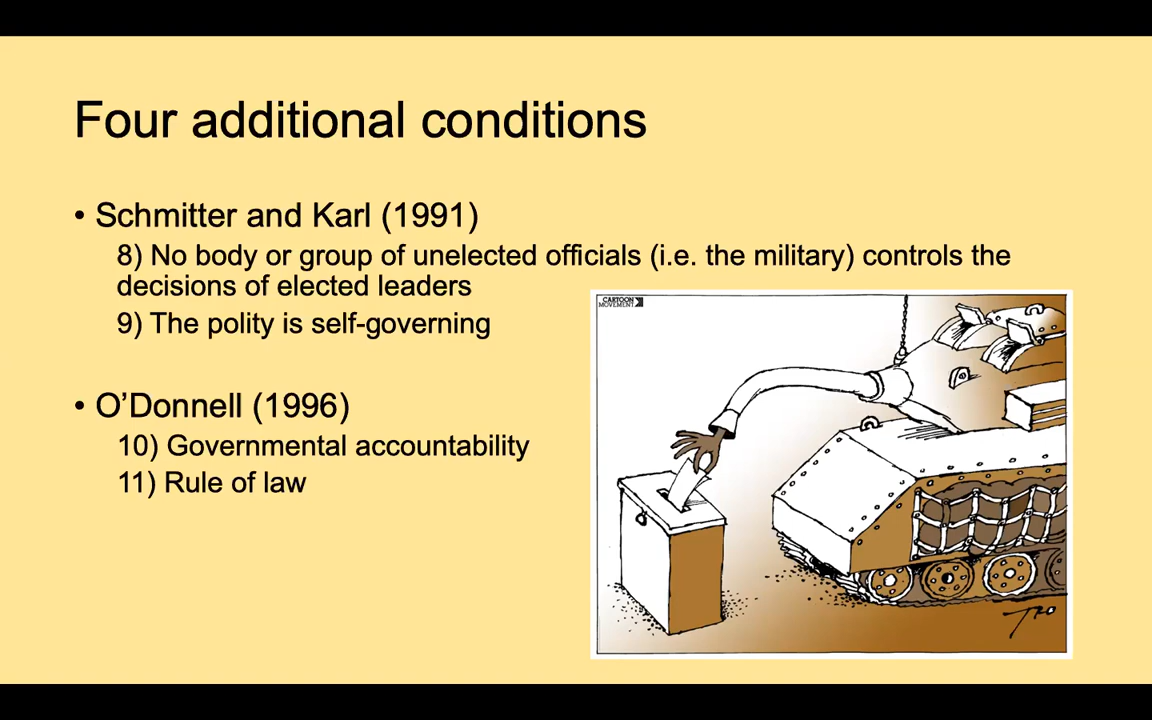 Four additional conditions
• Schmitter and Karl (1991)
8) No body or group of unelected officials (i.e. the military) controls the
decisions of elected leaders
9) The polity is self-governing
• O’Donnell (1996)
10) Governmental accountability
11) Rule of law
CARTOON
MOVEMENT